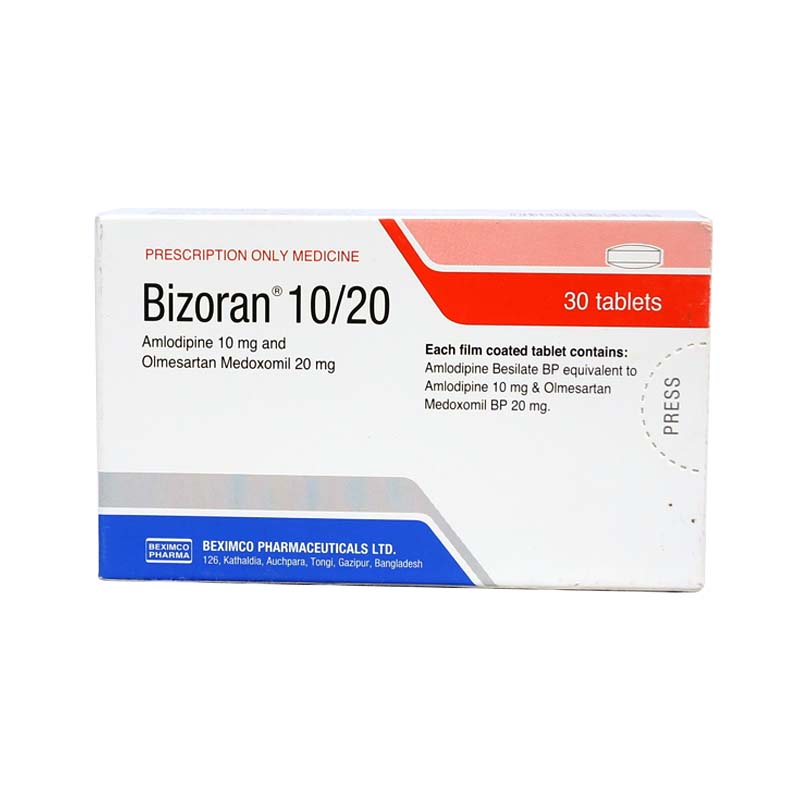 PRESCRIPTION ONLY MEDICINE
Bizoran® 10/20
Amlodipine 10 mg and
Olmesartan Medoxomil 20 mg
30 tablets
Each film coated tablet contains:
Amlodipine Besilate BP equivalent to
Amlodipine 10 mg & Olmesartan
Medoxomil BP 20 mg.
PRESS
BEXIMCO
PHARMA
BEXIMCO PHARMACEUTICALS LTD.
126, Kathaldia, Auchpara, Tongi, Gazipur, Bangladesh